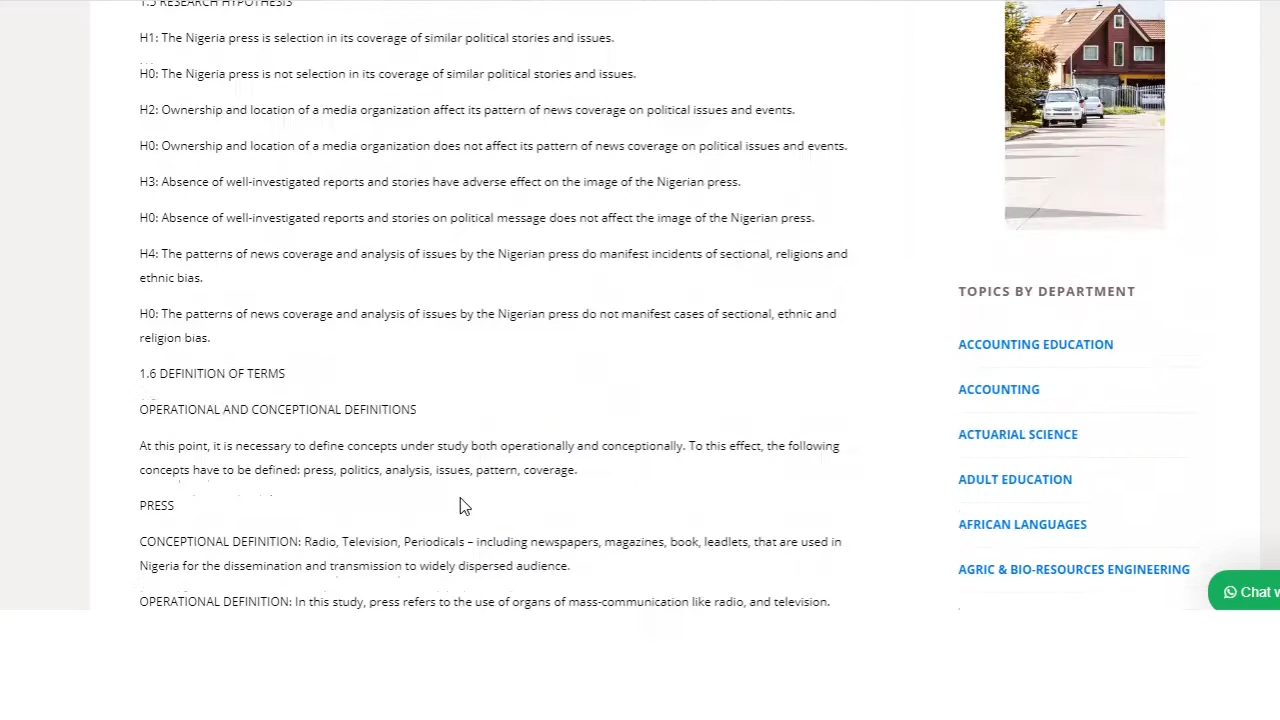 1.5 RESEARCH HYPOTHESIS
H1: The Nigeria press is selection in its coverage of similar political stories and issues.
H0: The Nigeria press is not selection in its coverage of similar political stories and issues.
H2: Ownership and location of a media organization affect its pattern of news coverage on political issues and events.
H0: Ownership and location of a media organization does not affect its pattern of news coverage on political issues and events.
H3: Absence of well-investigated reports and stories have adverse effect on the image of the Nigerian press.
H0: Absence of well-investigated reports and stories on political message does not affect the image of the Nigerian press.
H4: The patterns of news coverage and analysis of issues by the Nigerian press do manifest incidents of sectional, religions and
ethnic bias.
H0: The patterns of news coverage and analysis of issues by the Nigerian press do not manifest cases of sectional, ethnic and
religion bias.
1.6 DEFINITION OF TERMS
OPERATIONAL AND CONCEPTIONAL DEFINITIONS
At this point, it is necessary to define concepts under study both operationally and conceptionally. To this effect, the following
concepts have to be defined: press, politics, analysis, issues, pattern, coverage.
PRESS
CONCEPTIONAL DEFINITION: Radio, Television, Periodicals – including newspapers, magazines, book, leadlets, that are used in
Nigeria for the dissemination and transmission to widely dispersed audience.
OPERATIONAL DEFINITION: In this study, press refers to the use of organs of mass-communication like radio, and television.
TOPICS BY DEPARTMENT
ACCOUNTING EDUCATION
ACCOUNTING
ACTUARIAL SCIENCE
ADULT EDUCATION
AFRICAN LANGUAGES
AGRIC & BIO-RESOURCES ENGINEERING
Chat w